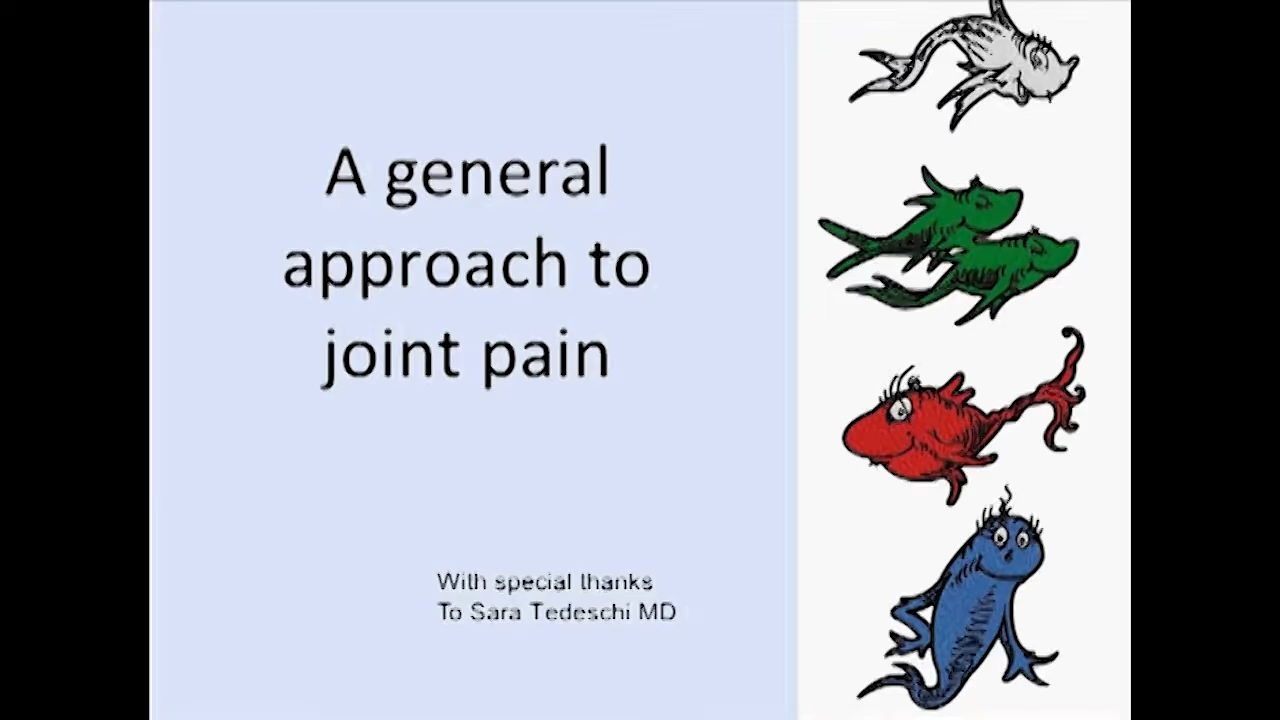 A general
approach to
joint pain
With special thanks
To Sara Tedeschi MD